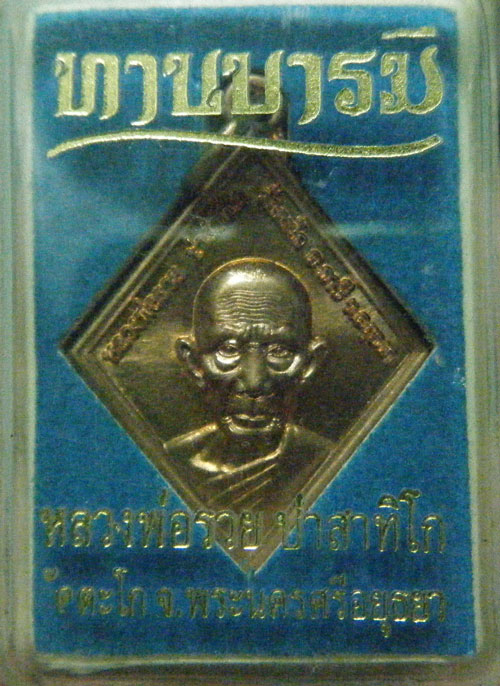 ทานบารมี
หลวงพ่อรวย ปาสาทิโก
วัดตะโก จ.พระนครศรีอยุธยา